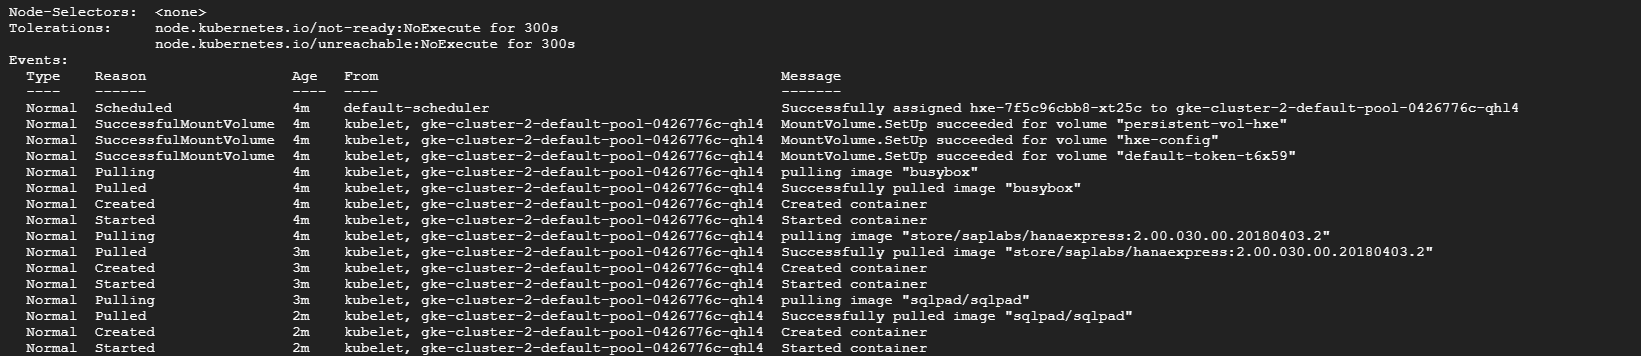 Node-Selectors:  <none>
Tolerations:     node.kubernetes.io/not-ready:NoExecute for 300s
                 node.kubernetes.io/unreachable:NoExecute for 300s
Events:
  Type    Reason                 Age   From                                                Message
  ----    ------                 ----  ----                                                -------
  Normal  Scheduled              4m    default-scheduler                                   Successfully assigned hxe-7f5c96cbb8-xt25c to gke-cluster-2-default-pool-0426776c-qhl4
  Normal  SuccessfulMountVolume  4m    kubelet, gke-cluster-2-default-pool-0426776c-qhl4  MountVolume.SetUp succeeded for volume "persistent-vol-hxe"
  Normal  SuccessfulMountVolume  4m    kubelet, gke-cluster-2-default-pool-0426776c-qhl4  MountVolume.SetUp succeeded for volume "hxe-config"
  Normal  SuccessfulMountVolume  4m    kubelet, gke-cluster-2-default-pool-0426776c-qhl4  MountVolume.SetUp succeeded for volume "default-token-t6x59"
  Normal  Pulling                4m    kubelet, gke-cluster-2-default-pool-0426776c-qhl4  pulling image "busybox"
  Normal  Pulled                 4m    kubelet, gke-cluster-2-default-pool-0426776c-qhl4  Successfully pulled image "busybox"
  Normal  Created                4m    kubelet, gke-cluster-2-default-pool-0426776c-qhl4  Created container
  Normal  Started                4m    kubelet, gke-cluster-2-default-pool-0426776c-qhl4  Started container
  Normal  Pulling                4m    kubelet, gke-cluster-2-default-pool-0426776c-qhl4  pulling image "store/saplabs/hanaexpress:2.00.030.00.20180403.2"
  Normal  Pulled                 3m    kubelet, gke-cluster-2-default-pool-0426776c-qhl4  Successfully pulled image "store/saplabs/hanaexpress:2.00.030.00.20180403.2"
  Normal  Created                3m    kubelet, gke-cluster-2-default-pool-0426776c-qhl4  Created container
  Normal  Started                3m    kubelet, gke-cluster-2-default-pool-0426776c-qhl4  Started container
  Normal  Pulling                3m    kubelet, gke-cluster-2-default-pool-0426776c-qhl4  pulling image "sqlpad/sqlpad"
  Normal  Pulled                 2m    kubelet, gke-cluster-2-default-pool-0426776c-qhl4  Successfully pulled image "sqlpad/sqlpad"
  Normal  Created                2m    kubelet, gke-cluster-2-default-pool-0426776c-qhl4  Created container
  Normal  Started                2m    kubelet, gke-cluster-2-default-pool-0426776c-qhl4  Started container